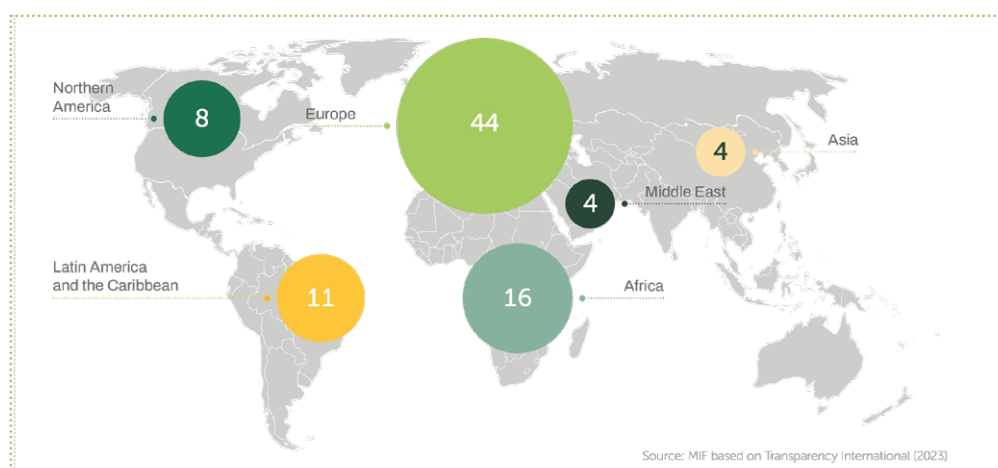 Northern
America
8
Europe
44
4
Asia
4
Middle East
Latin America
and the Caribbean
11
16
Africa
Source: MIF based on Transparency International (2023)